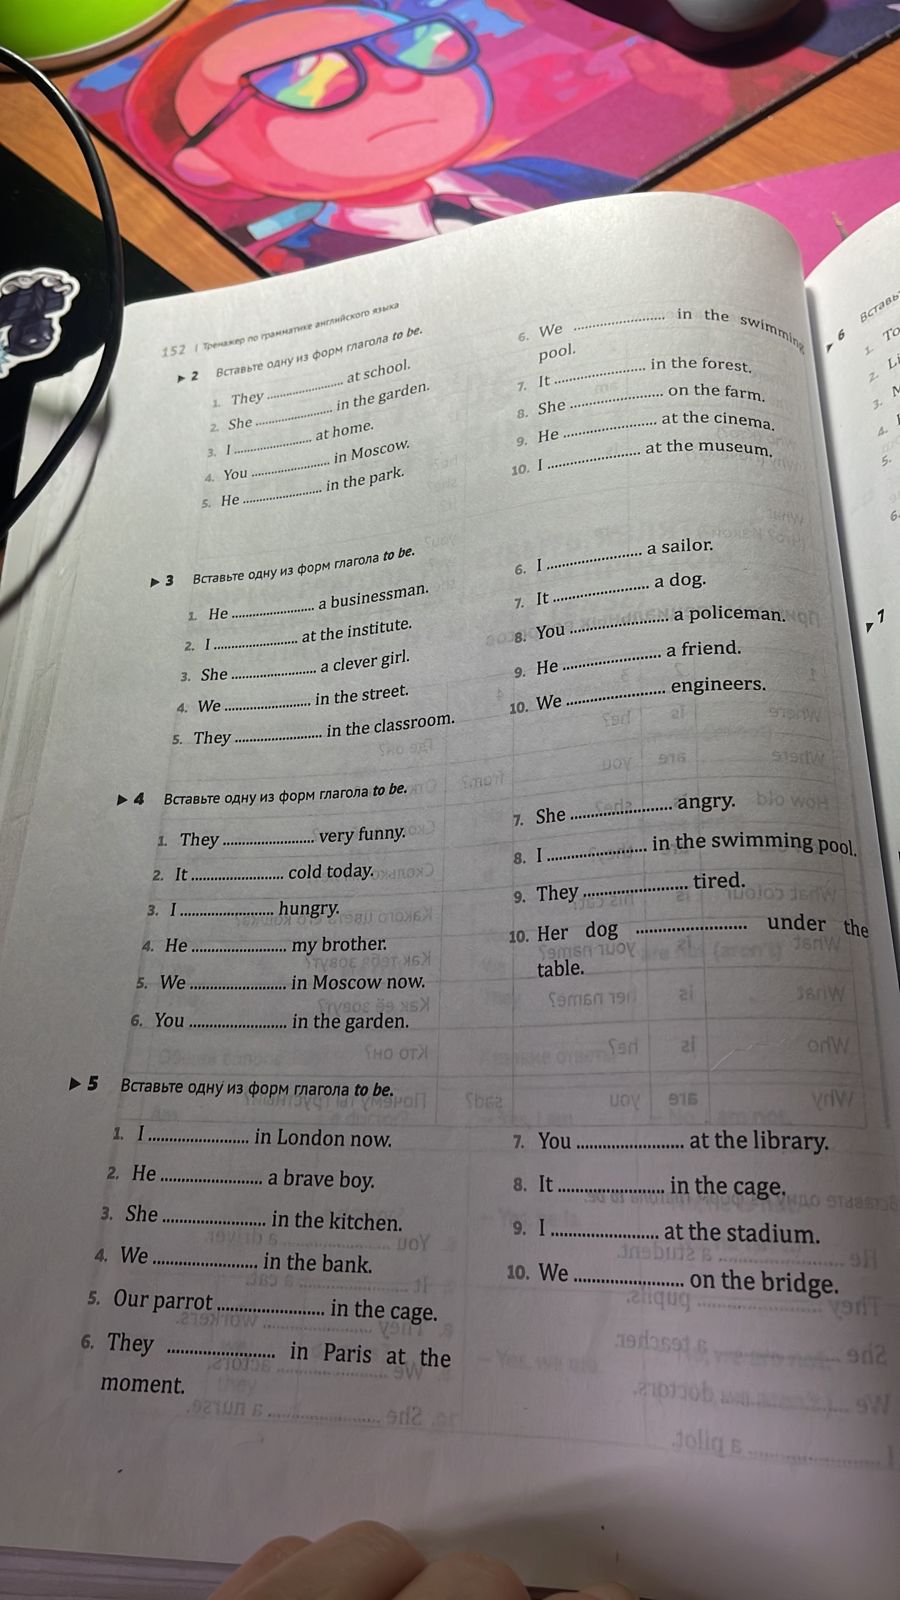 152 | Тренажер по грамматике английского языка
▶ 2 Вставьте одну из форм глагола to be.
1. They ........................ at school.
2. She ........................ in the garden.
3. I ........................ at home.
4. You ........................ in Moscow.
5. He ........................ in the park.
6. We ........................ in the swimming
pool.
7. It ........................ in the forest.
8. She ........................ on the farm.
9. He ........................ at the cinema.
10. I ........................ at the museum.
▶ 3 Вставьте одну из форм глагола to be.
1. He ........................ a businessman.
2. I ........................ at the institute.
3. She ........................ a clever girl.
4. We ........................ in the street.
5. They ........................ in the classroom.
6. I ........................ a sailor.
7. It ........................ a dog.
8. You ........................ a policeman.
9. He ........................ a friend.
10. We ........................ engineers.
▶ 4 Вставьте одну из форм глагола to be.
1. They ........................ very funny.
2. It ........................ cold today.
3. I ........................ hungry.
4. He ........................ my brother.
5. We ........................ in Moscow now.
6. You ........................ in the garden.
7. She ........................ angry.
8. I ........................ in the swimming pool.
9. They ........................ tired.
10. Her dog ........................ under the
table.
▶ 5 Вставьте одну из форм глагола to be.
1. I ........................ in London now.
2. He ........................ a brave boy.
3. She ........................ in the kitchen.
4. We ........................ in the bank.
5. Our parrot ........................ in the cage.
6. They ........................ in Paris at the
moment.
7. You ........................ at the library.
8. It ........................ in the cage.
9. I ........................ at the stadium.
10. We ........................ on the bridge.
▶ 6
1.
2.
3.
4.
5.
6.
▶ 7